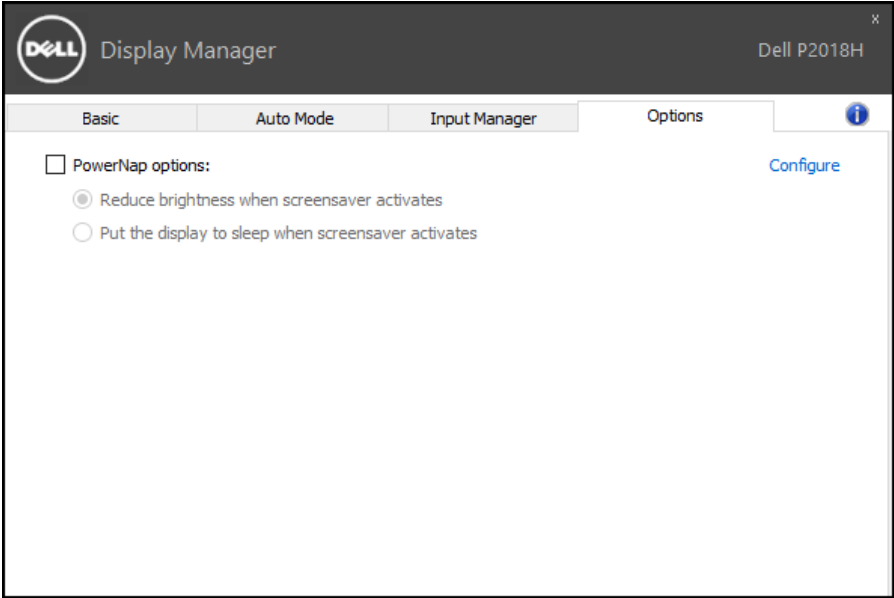 x
DELL Display Manager Dell P2018H
Basic Auto Mode Input Manager Options i
PowerNap options: Configure
Reduce brightness when screensaver activates
Put the display to sleep when screensaver activates